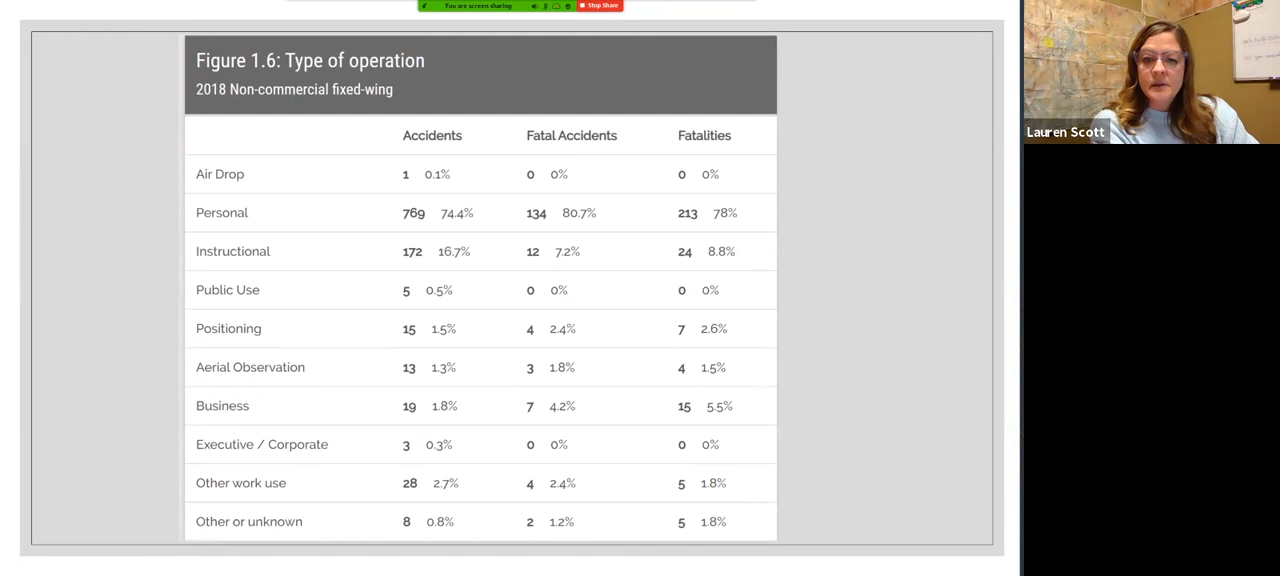 You are screen sharing
Stop Share
Figure 1.6: Type of operation
2018 Non-commercial fixed-wing
Accidents Fatal Accidents Fatalities
Air Drop 1 0.1% 0 0% 0 0%
Personal 769 74.4% 134 80.7% 213 78%
Instructional 172 16.7% 12 7.2% 24 8.8%
Public Use 5 0.5% 0 0% 0 0%
Positioning 15 1.5% 4 2.4% 7 2.6%
Aerial Observation 13 1.3% 3 1.8% 4 1.5%
Business 19 1.8% 7 4.2% 15 5.5%
Executive / Corporate 3 0.3% 0 0% 0 0%
Other work use 28 2.7% 4 2.4% 5 1.8%
Other or unknown 8 0.8% 2 1.2% 5 1.8%
Lauren Scott